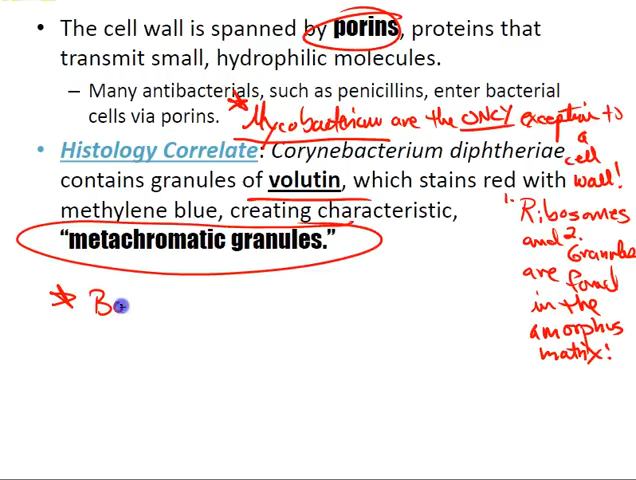 • The cell wall is spanned by porins, proteins that
transmit small, hydrophilic molecules.
– Many antibacterials, such as penicillins, enter bacterial
cells via porins.
* Mycobacterium are the ONLY exception to
a
cell
wall!
• Histology Correlate: Corynebacterium diphtheriae
contains granules of volutin, which stains red with
methylene blue, creating characteristic,
“metachromatic granules.”
1. Ribosomes
and 2.
Granules
are found
in the
amorphus
matrix!
* Bo